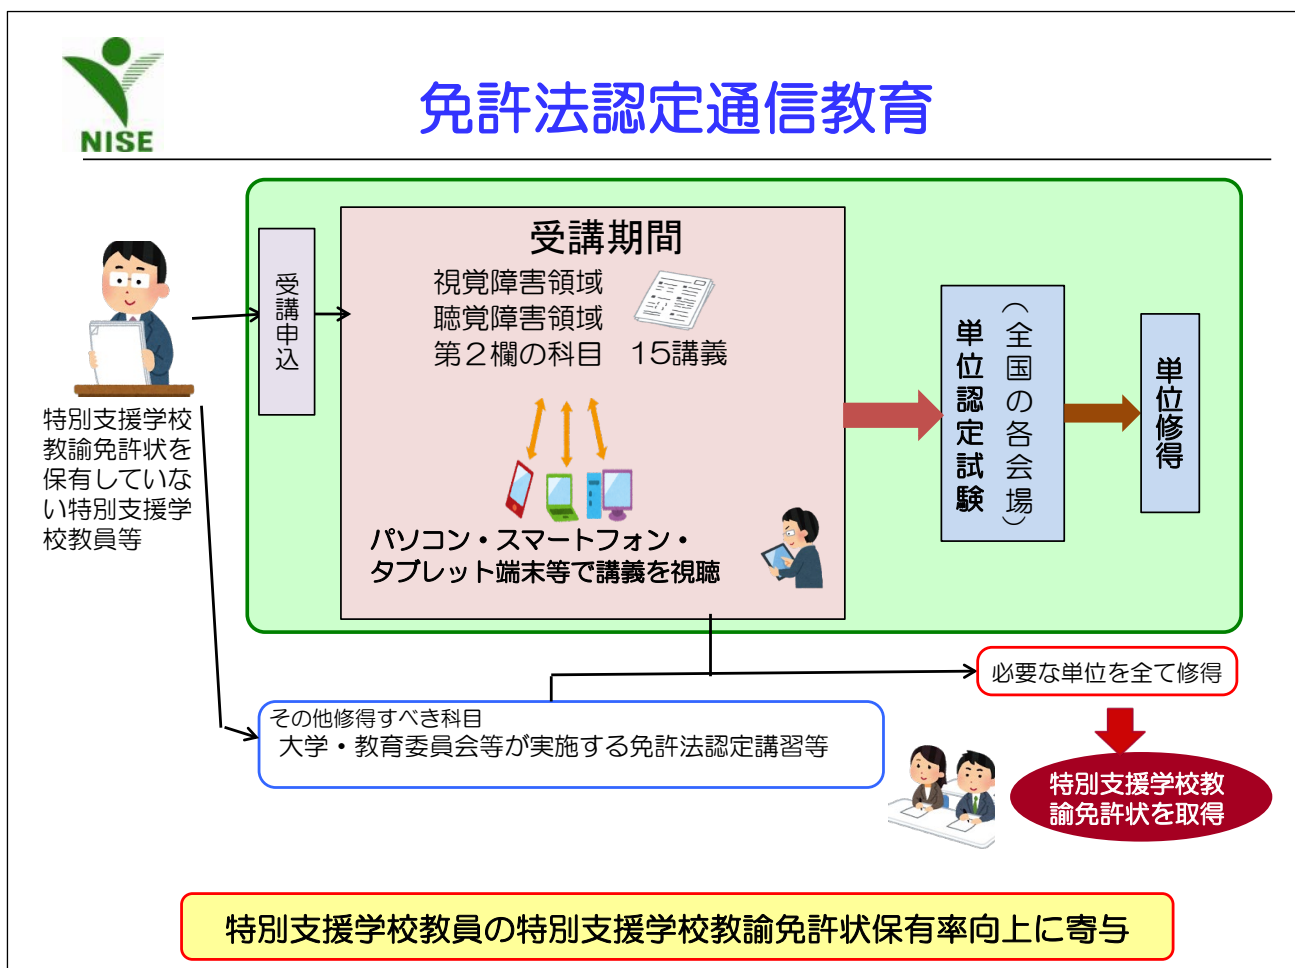 NISE
免許法認定通信教育
受講申込
受講期間
視覚障害領域
聴覚障害領域
第２欄の科目　15講義
パソコン・スマートフォン・
タブレット端末等で講義を視聴
（全国の各会場）
単位認定試験
単位修得
特別支援学校
教諭免許状を
保有していな
い特別支援学
校教員等
必要な単位を全て修得
その他修得すべき科目
大学・教育委員会等が実施する免許法認定講習等
特別支援学校教
諭免許状を取得
特別支援学校教員の特別支援学校教諭免許状保有率向上に寄与